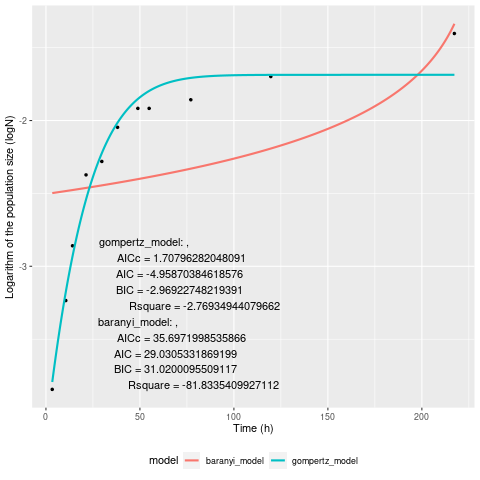 Logarithm of the population size (logN)
-2
-3
gompertz_model: ,
AICc = 1.70796282048091
AIC = -4.95870384618576
BIC = -2.96922748219391
Rsquare = -2.76934944079662
baranyi_model: ,
AICc = 35.6971998535866
AIC = 29.0305331869199
BIC = 31.0200095509117
Rsquare = -81.8335409927112
0 50 100 150 200
Time (h)
model baranyi_model gompertz_model